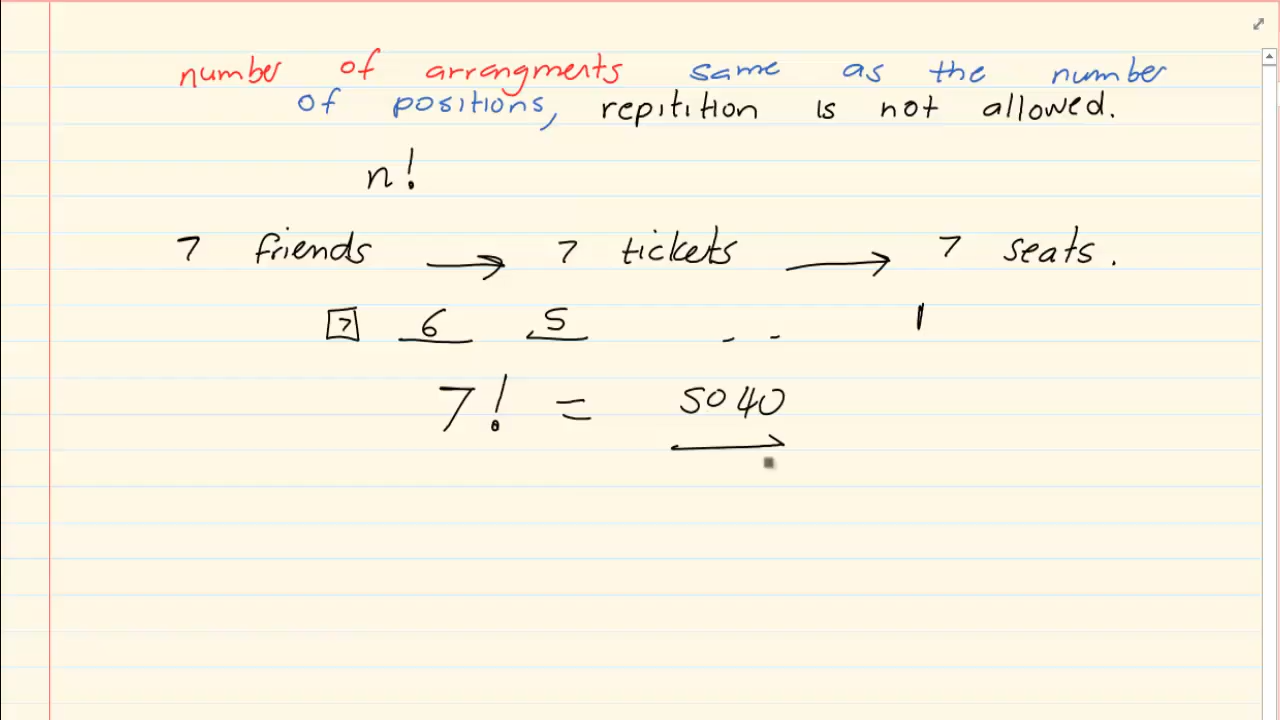 number of arrangments same as the number
of positions, repitition is not allowed.
n!
7 friends → 7 tickets → 7 seats.
7 6 5 .. 1
7! = 5040